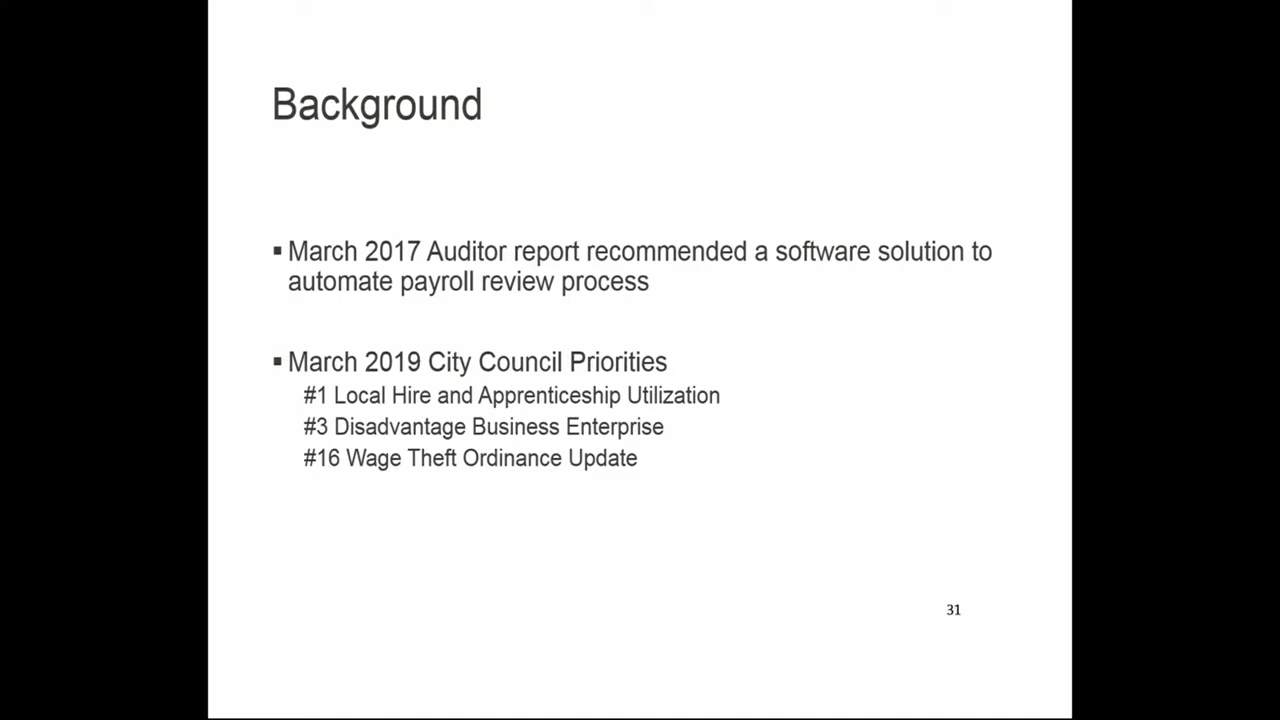 Background
▪ March 2017 Auditor report recommended a software solution to
automate payroll review process
▪ March 2019 City Council Priorities
#1 Local Hire and Apprenticeship Utilization
#3 Disadvantage Business Enterprise
#16 Wage Theft Ordinance Update
31